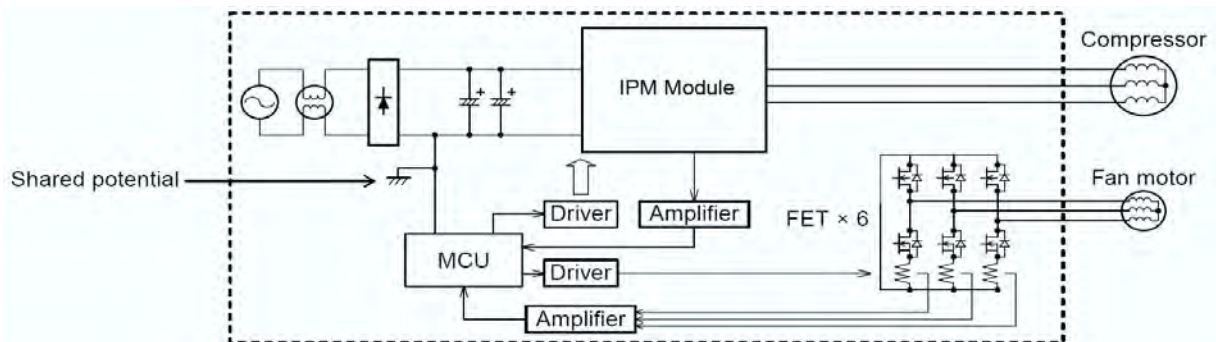 Compressor
IPM Module
Shared potential
Fan motor
Driver
Amplifier
FET × 6
MCU
Driver
Amplifier